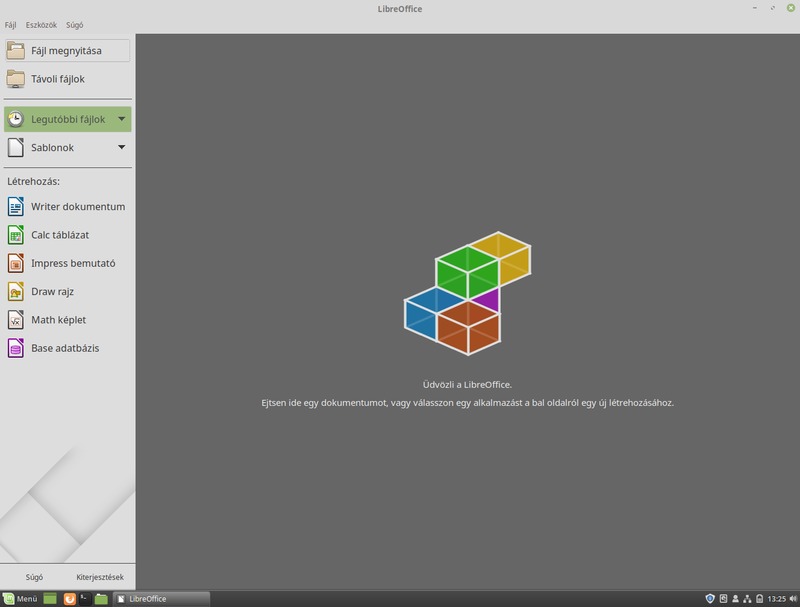 LibreOffice
Fájl Eszközök Súgó
Fájl megnyitása
Távoli fájlok
Legutóbbi fájlok
Sablonok
Létrehozás:
Writer dokumentum
Calc táblázat
Impress bemutató
Draw rajz
Math képlet
Base adatbázis
Üdvözli a LibreOffice.
Ejtsen ide egy dokumentumot, vagy válasszon egy alkalmazást a bal oldalról egy új létrehozásához.
Súgó Kiterjesztések
Menü LibreOffice 13:25